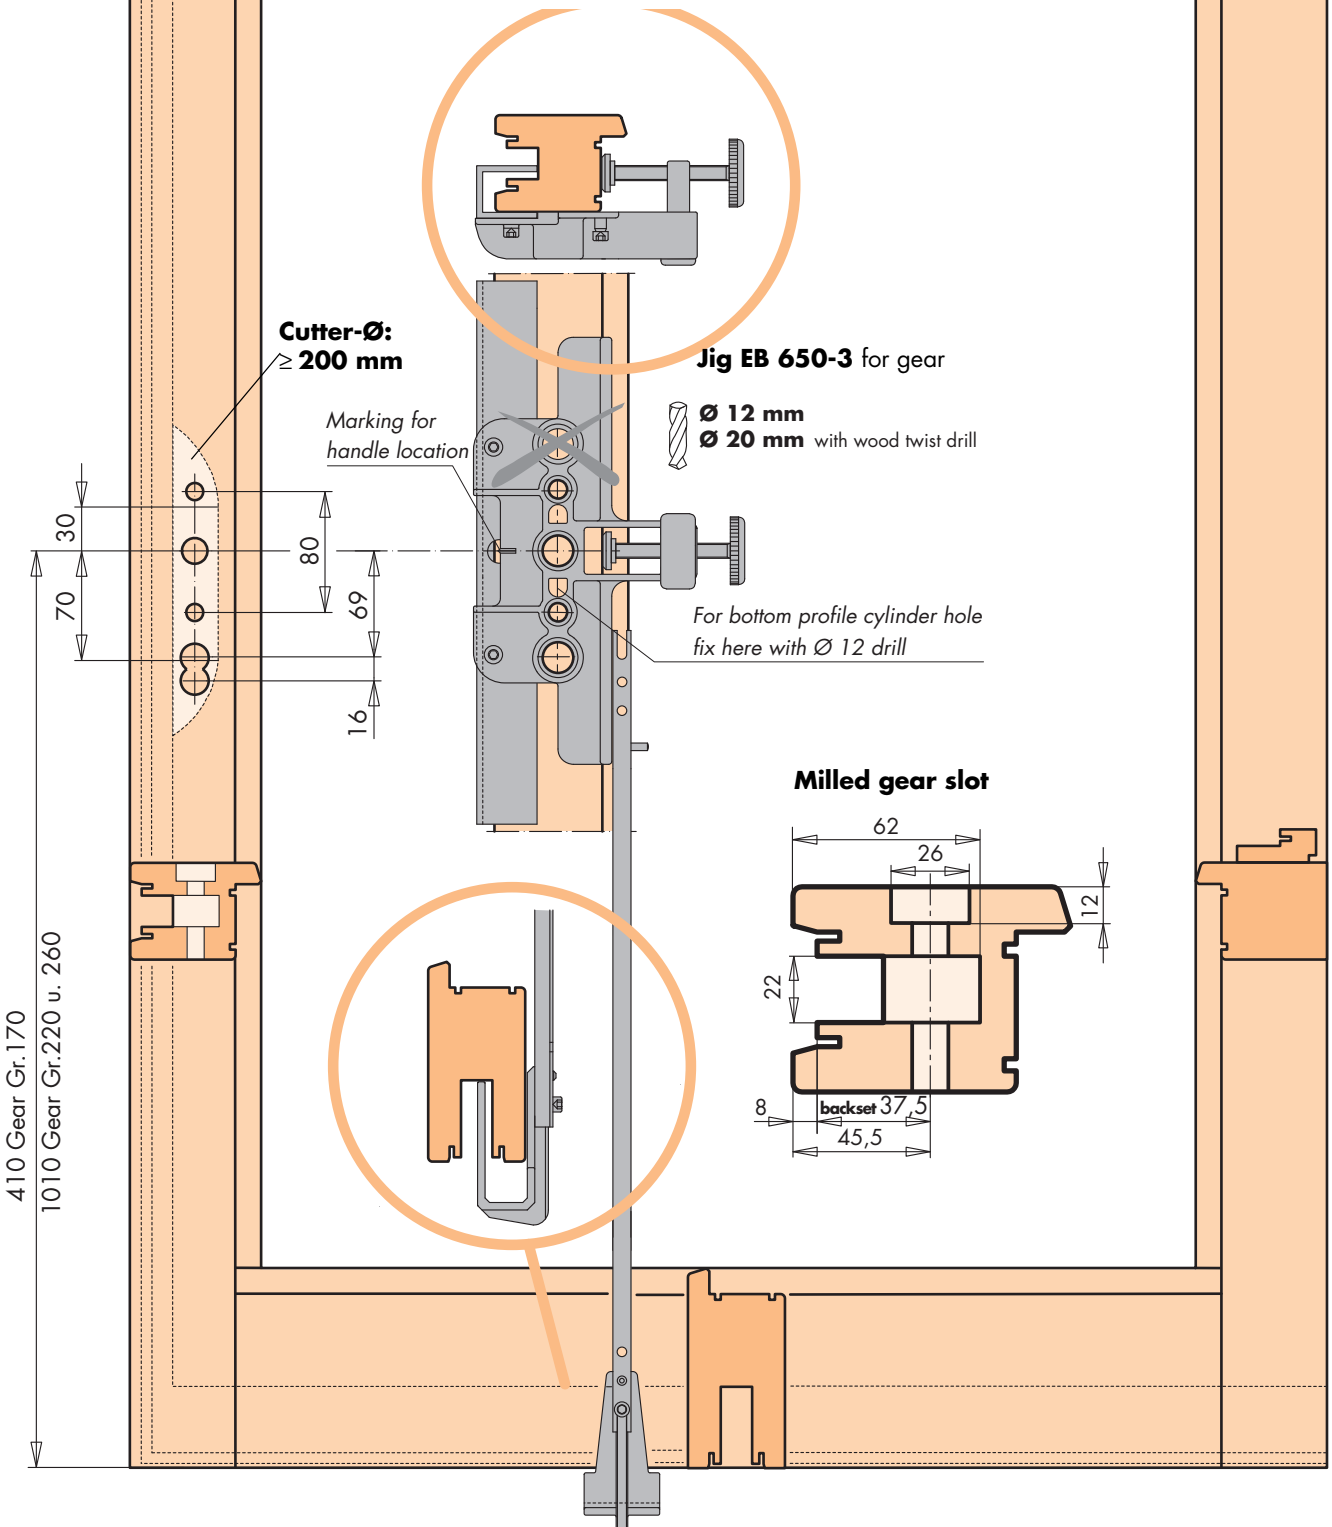 Cutter-Ø:
≥ 200 mm
Jig EB 650-3 for gear
Marking for
handle location
Ø 12 mm
Ø 20 mm with wood twist drill
30
70
80
69
16
For bottom profile cylinder hole
fix here with Ø 12 drill
Milled gear slot
62
26
12
22
8
backset 37,5
45,5
410 Gear Gr.170
1010 Gear Gr.220 u. 260